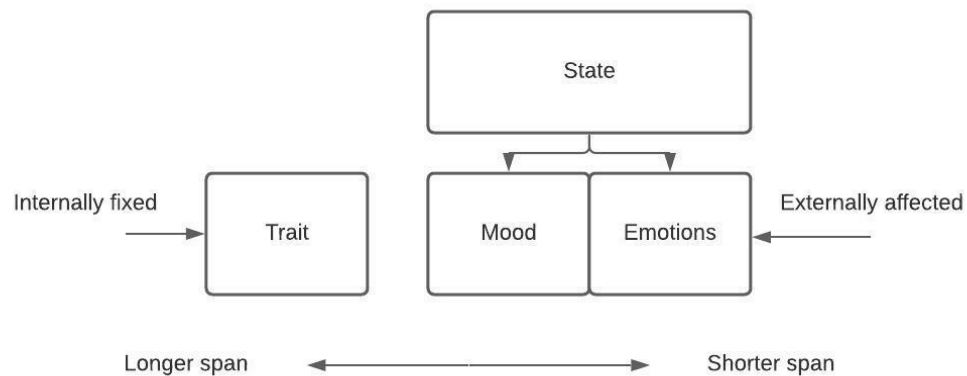 State
Internally fixed
Externally affected
Trait
Mood
Emotions
Longer span
Shorter span